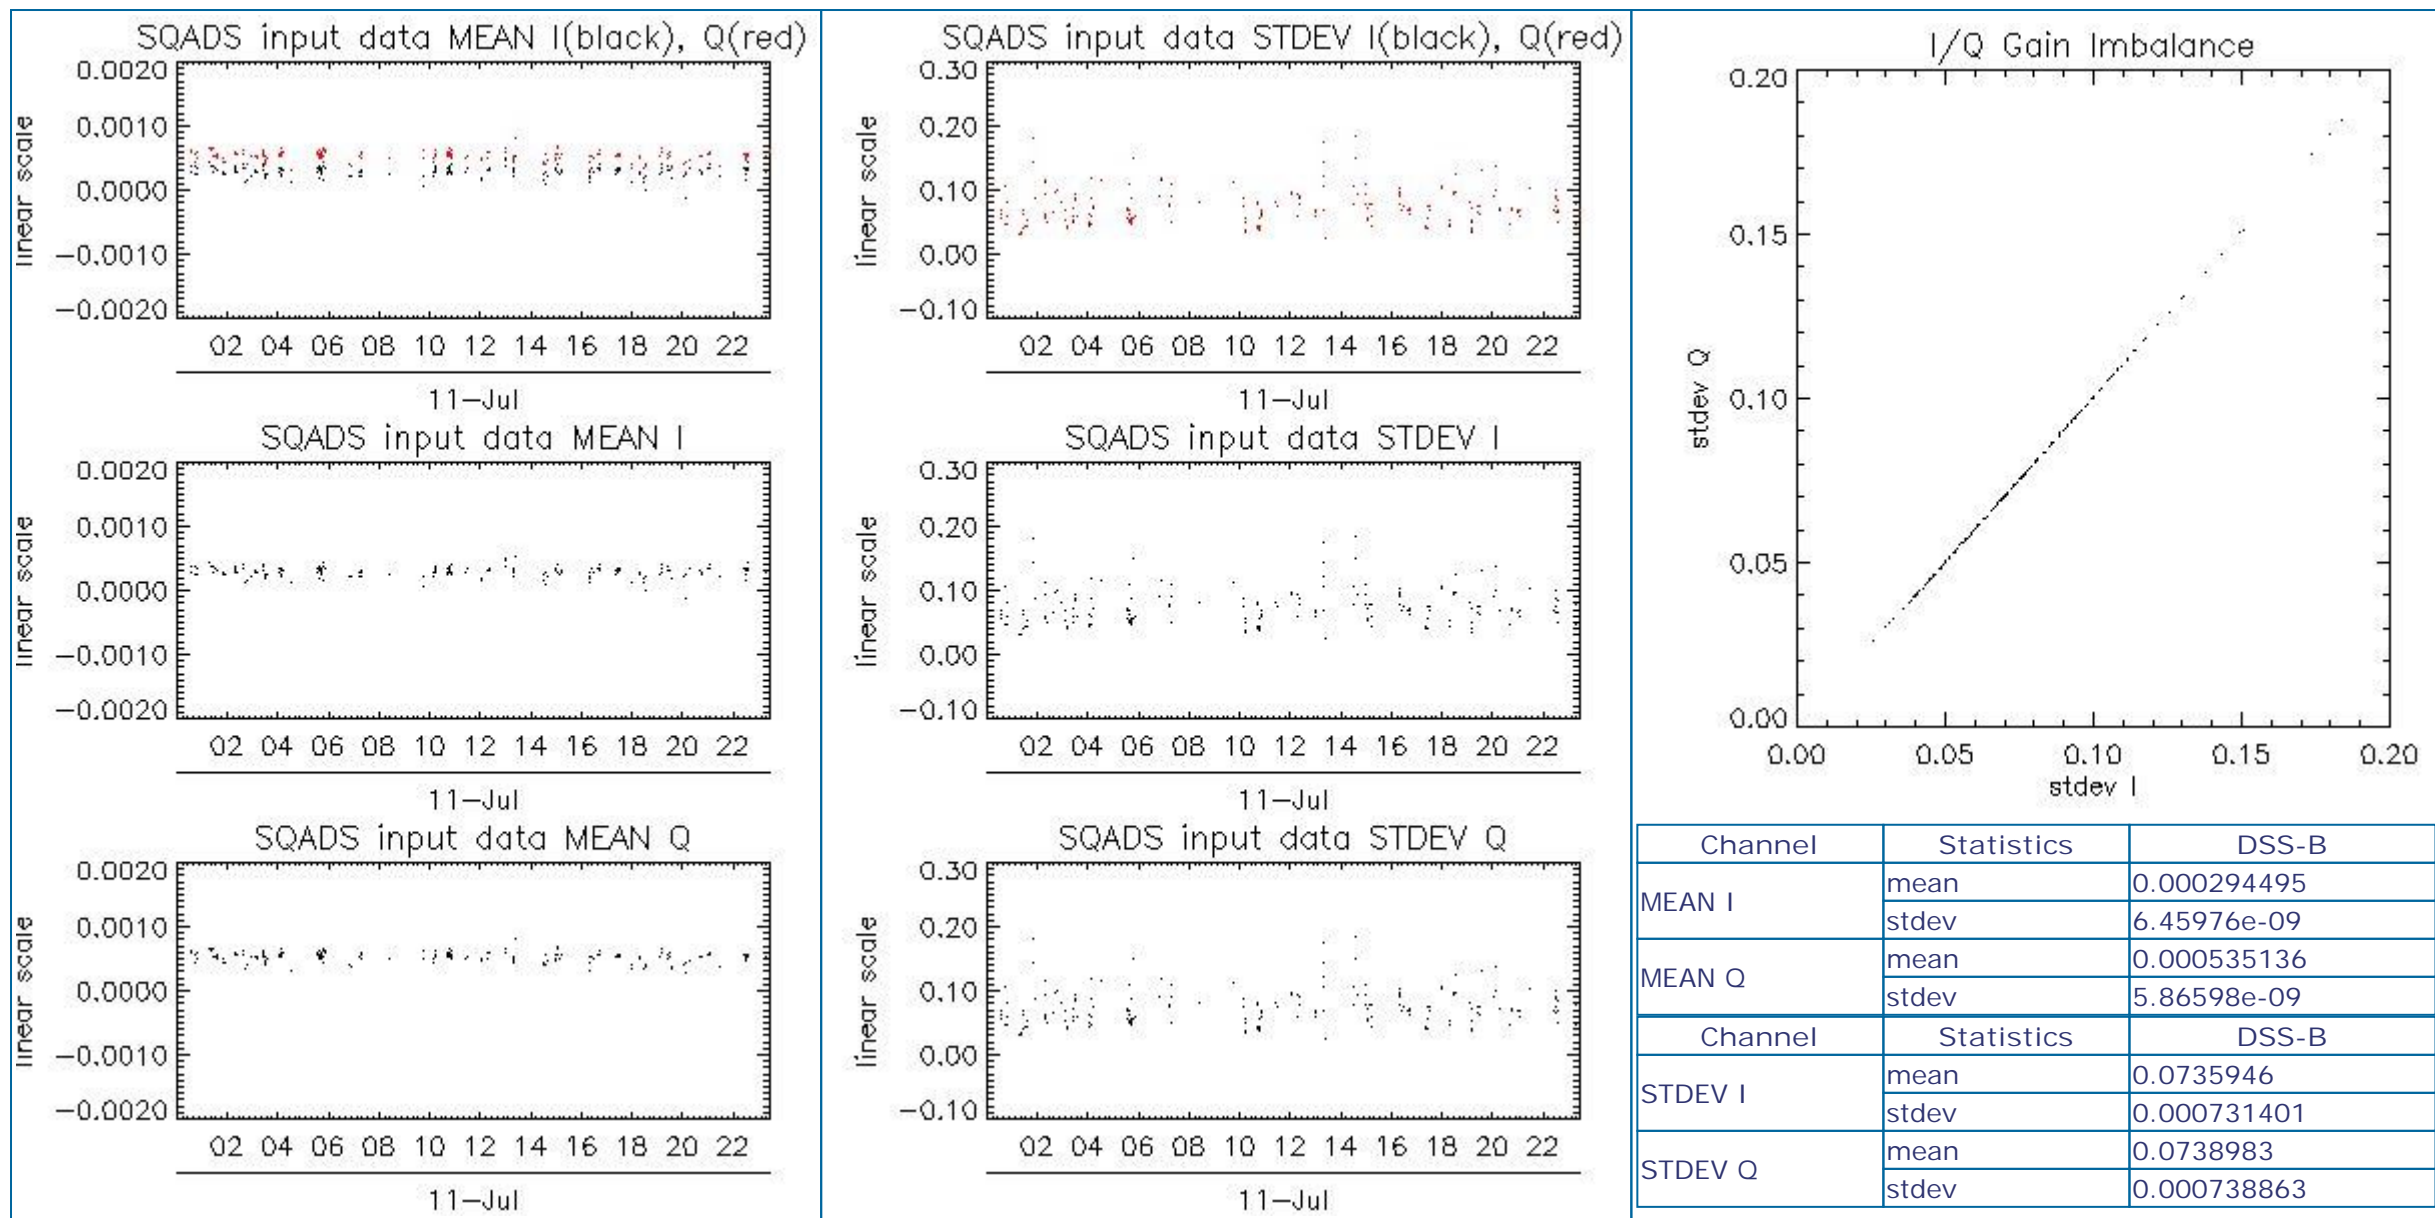 SQADS input data MEAN I(black), Q(red)
0.0020
0.0010
0.0000
−0.0010
−0.0020
linear scale
02 04 06 08 10 12 14 16 18 20 22
11−Jul
SQADS input data MEAN I
0.0020
0.0010
0.0000
−0.0010
−0.0020
linear scale
02 04 06 08 10 12 14 16 18 20 22
11−Jul
SQADS input data MEAN Q
0.0020
0.0010
0.0000
−0.0010
−0.0020
linear scale
02 04 06 08 10 12 14 16 18 20 22
11−Jul
SQADS input data STDEV I(black), Q(red)
0.30
0.20
0.10
0.00
−0.10
linear scale
02 04 06 08 10 12 14 16 18 20 22
11−Jul
SQADS input data STDEV I
0.30
0.20
0.10
0.00
−0.10
linear scale
02 04 06 08 10 12 14 16 18 20 22
11−Jul
SQADS input data STDEV Q
0.30
0.20
0.10
0.00
−0.10
linear scale
02 04 06 08 10 12 14 16 18 20 22
11−Jul
I/Q Gain Imbalance
0.20
0.15
0.10
0.05
0.00
stdev Q
0.00 0.05 0.10 0.15 0.20
stdev I
Channel Statistics DSS-B
MEAN I mean 0.000294495
stdev 6.45976e-09
MEAN Q mean 0.000535136
stdev 5.86598e-09
Channel Statistics DSS-B
STDEV I mean 0.0735946
stdev 0.000731401
STDEV Q mean 0.0738983
stdev 0.000738863